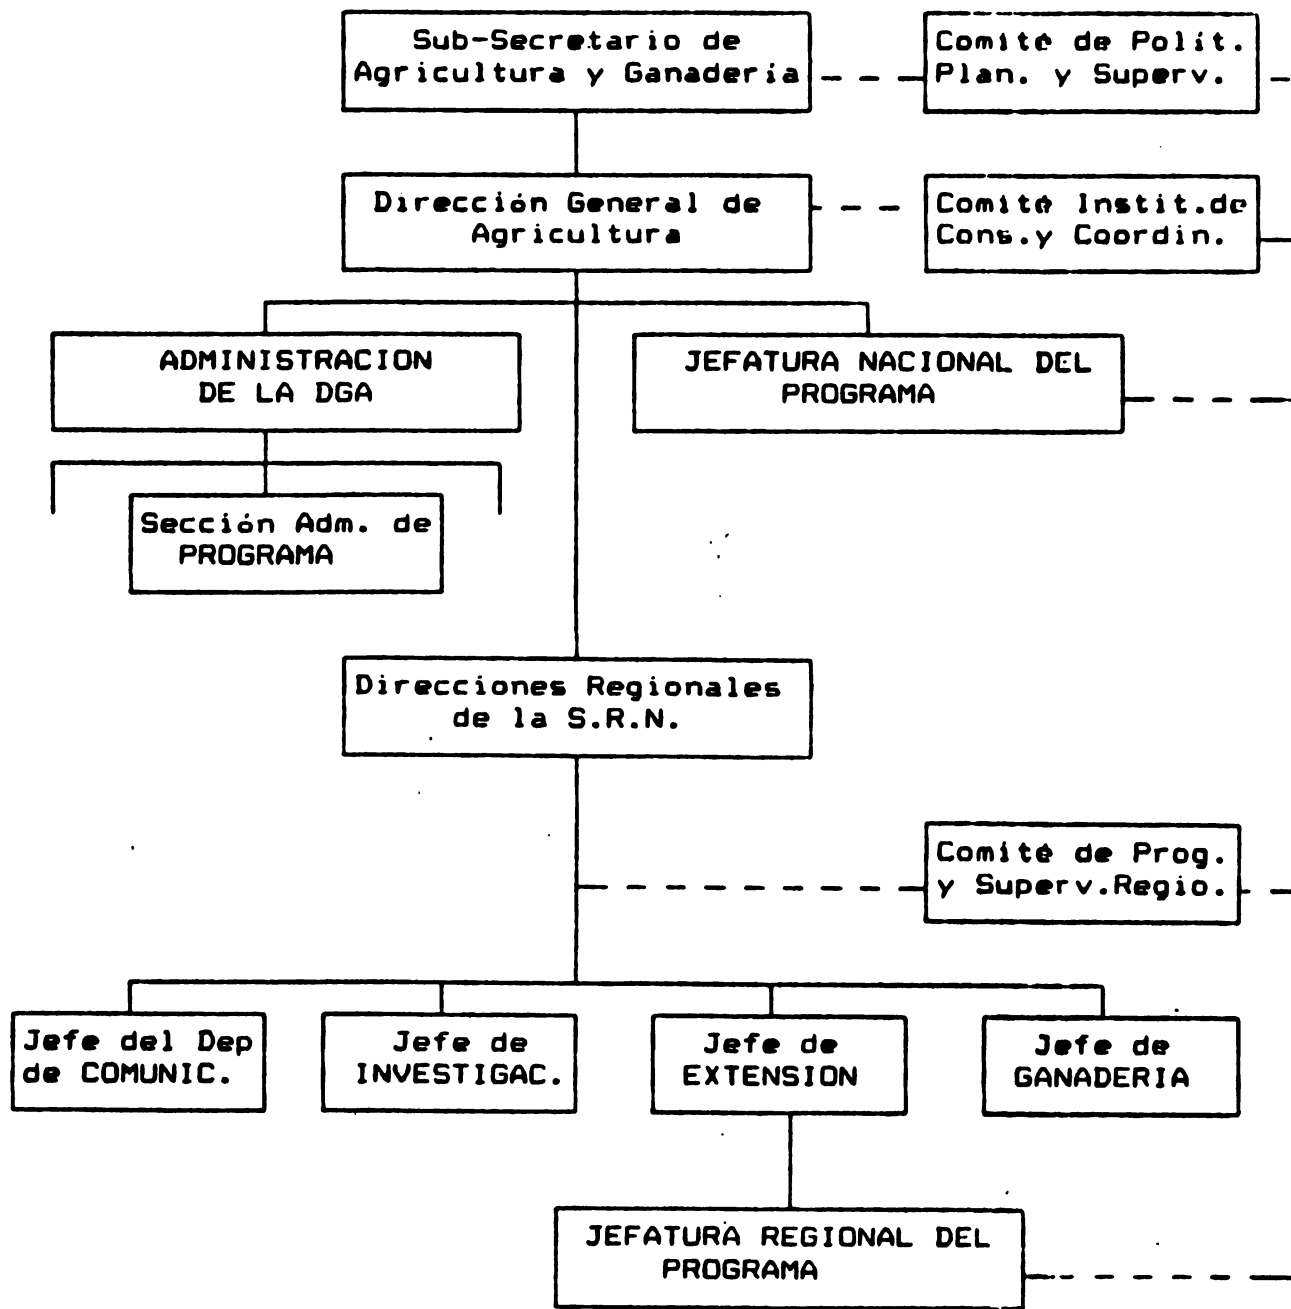 Sub-Secretario de
Agricultura y Ganadería
Comité de Polít.
Plan. y Superv.
Dirección General de
Agricultura
Comité Instit.de
Cons.y Coordin.
ADMINISTRACION
DE LA DGA
JEFATURA NACIONAL DEL
PROGRAMA
Sección Adm. de
PROGRAMA
Direcciones Regionales
de la S.R.N.
Comité de Prog.
y Superv.Regio.
Jefe del Dep
de COMUNIC.
Jefe de
INVESTIGAC.
Jefe de
EXTENSION
Jefe de
GANADERIA
JEFATURA REGIONAL DEL
PROGRAMA